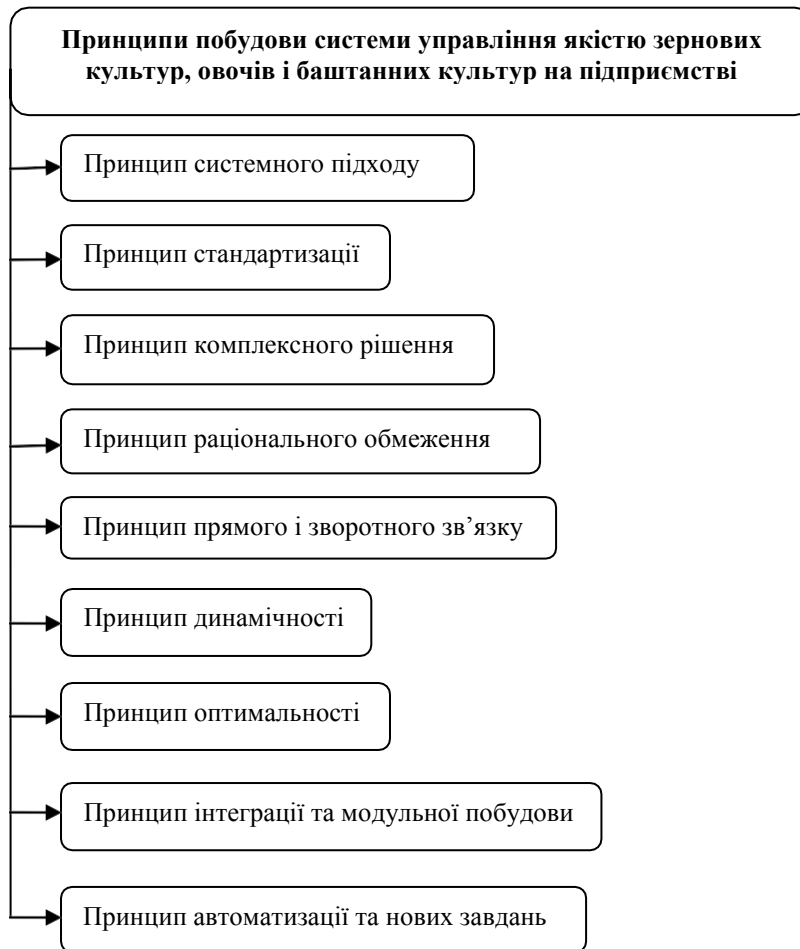 Принципи побудови системи управління якістю зернових
культур, овочів і баштанних культур на підприємстві
Принцип системного підходу
Принцип стандартизації
Принцип комплексного рішення
Принцип раціонального обмеження
Принцип прямого і зворотного зв’язку
Принцип динамічності
Принцип оптимальності
Принцип інтеграції та модульної побудови
Принцип автоматизації та нових завдань